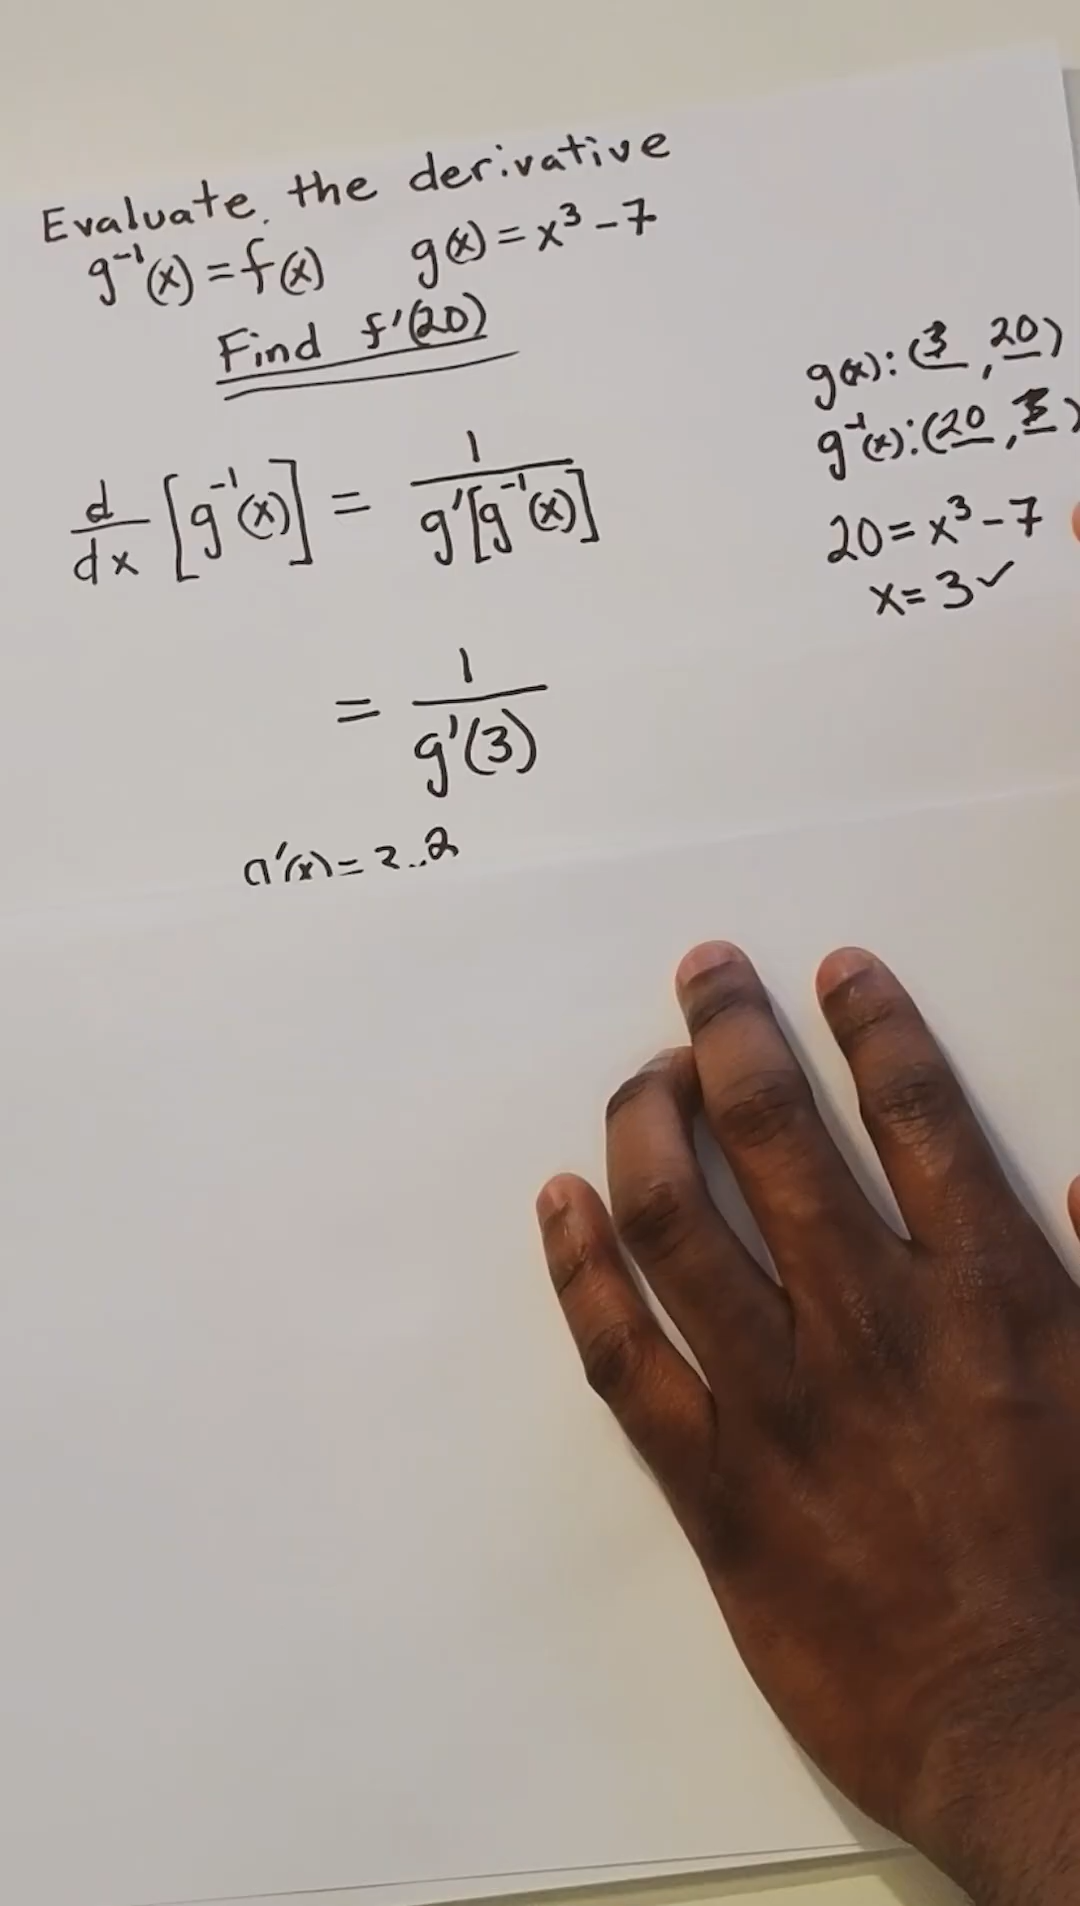 Evaluate the derivative
g⁻¹(x) = f(x) g(x) = x³ - 7
Find f'(20)
g(x): (3, 20)
g⁻¹(x): (20, 3)
20 = x³ - 7
x = 3 ✓
d/dx [g⁻¹(x)] = 1/g'[g⁻¹(x)]
= 1/g'(3)